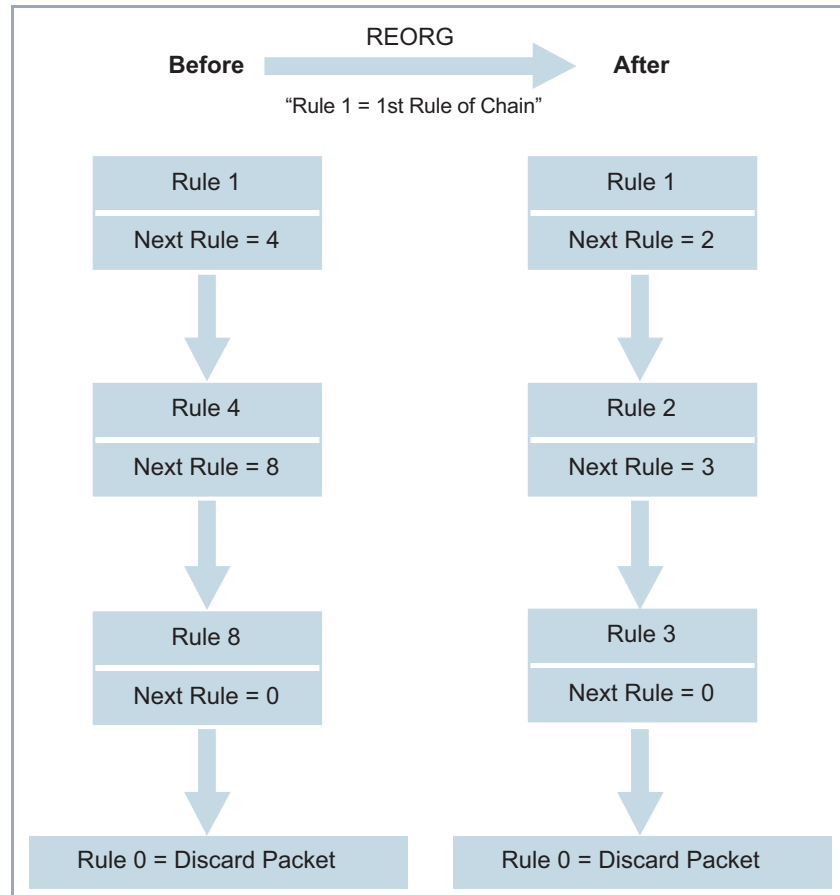 REORG
Before
After
“Rule 1 = 1st Rule of Chain”
Rule 1
Next Rule = 4
Rule 4
Next Rule = 8
Rule 8
Next Rule = 0
Rule 0 = Discard Packet
Rule 1
Next Rule = 2
Rule 2
Next Rule = 3
Rule 3
Next Rule = 0
Rule 0 = Discard Packet